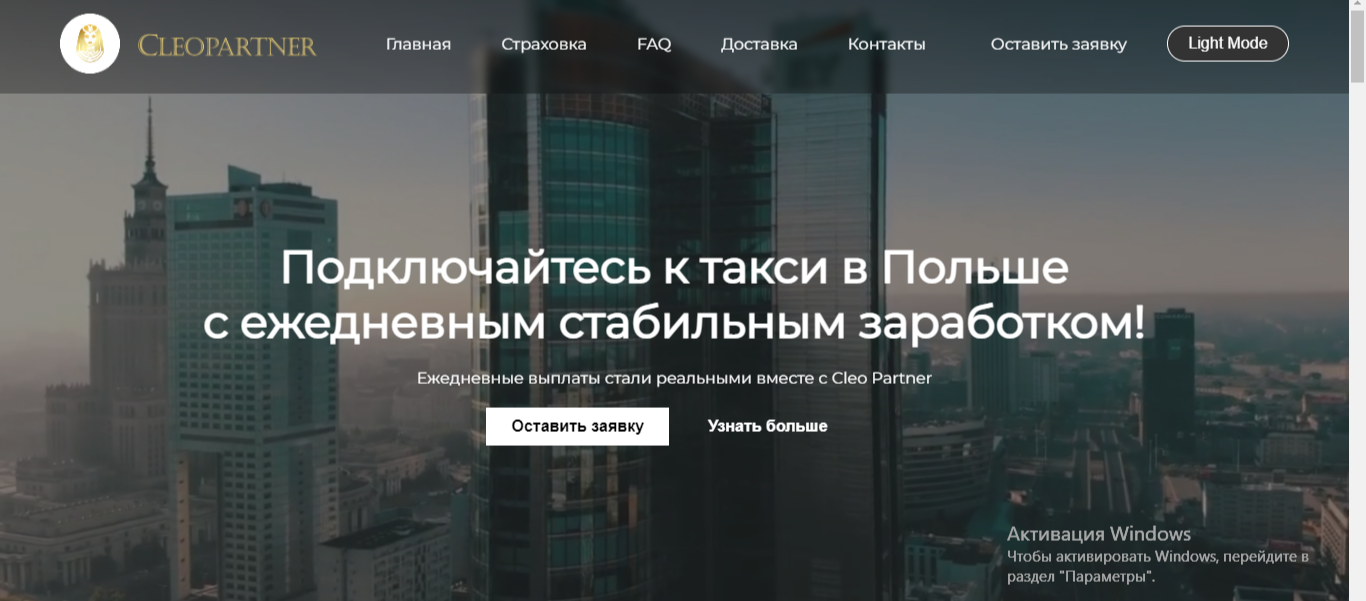 CLEOPARTNER
Главная
Страховка
FAQ
Доставка
Контакты
Оставить заявку
Light Mode
Подключайтесь к такси в Польше
с ежедневным стабильным заработком!
Ежедневные выплаты стали реальными вместе с Cleo Partner
Оставить заявку
Узнать больше
Активация Windows
Чтобы активировать Windows, перейдите в
раздел "Параметры".